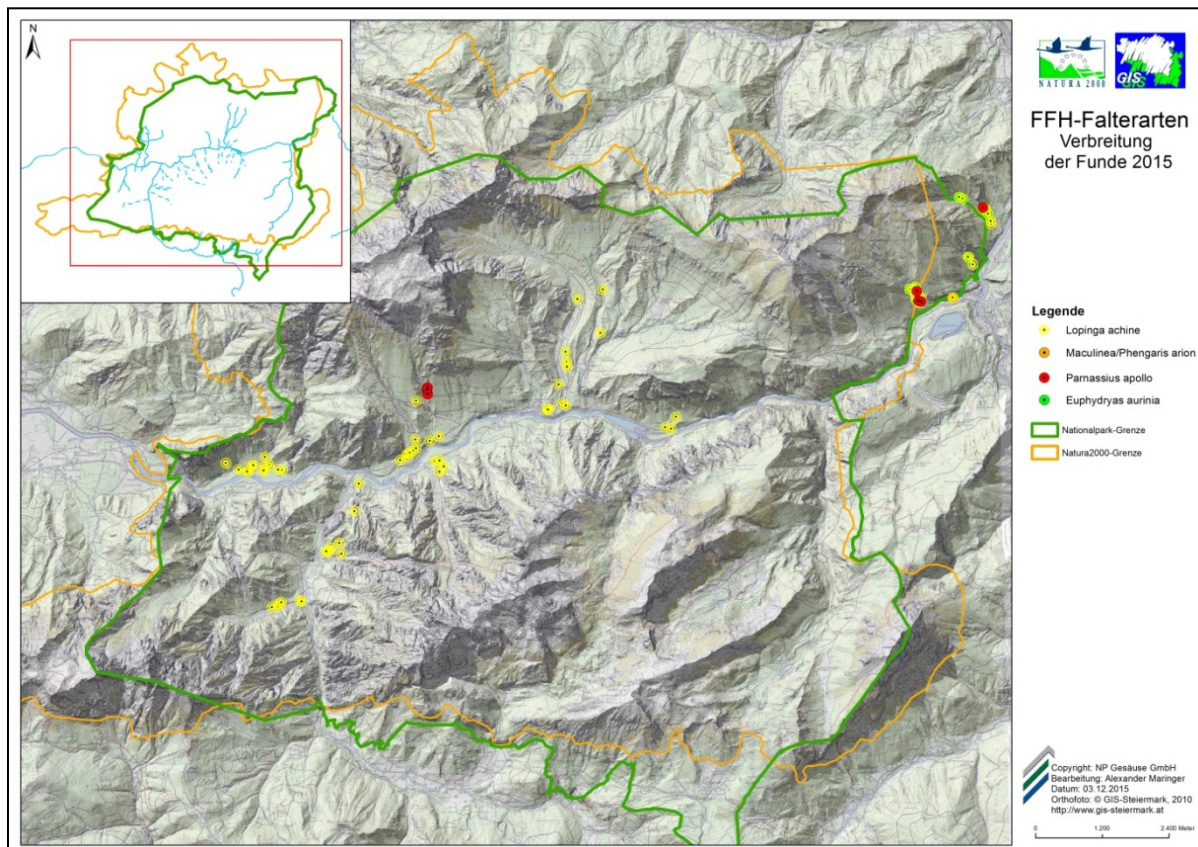 N
NATURA 2000
GIS
FFH-Falterarten
Verbreitung
der Funde 2015
Legende
Lopinga achine
Maculinea/Phengaris arion
Parnassius apollo
Euphydryas aurinia
Nationalpark-Grenze
Natura2000-Grenze
Copyright: NP Gesäuse GmbH
Bearbeitung: Alexander Maringer
Datum: 03.12.2015
Orthofoto: © GIS-Steiermark, 2010
http://www.gis-steiermark.at
0 1.200 2.400 Meter